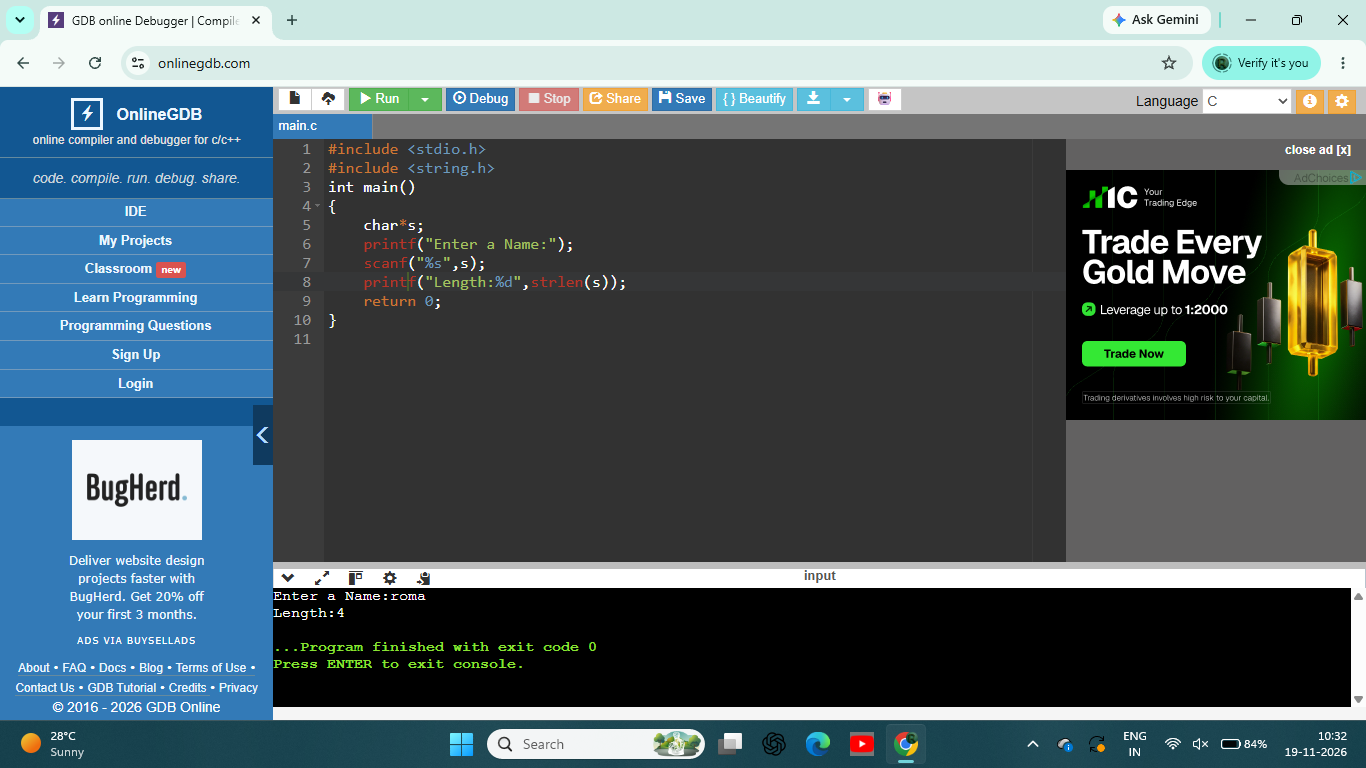 GDB online Debugger | Compile
Ask Gemini
onlinegdb.com
Verify it's you
OnlineGDB
online compiler and debugger for c/c++
code. compile. run. debug. share.
IDE
My Projects
Classroom new
Learn Programming
Programming Questions
Sign Up
Login
BugHerd.
Deliver website design
projects faster with
BugHerd. Get 20% off
your first 3 months.
ADS VIA BUYSELLADS
About • FAQ • Docs • Blog • Terms of Use •
Contact Us • GDB Tutorial • Credits • Privacy
© 2016 - 2026 GDB Online
Run Debug Stop Share Save { } Beautify
Language C
main.c
1 #include <stdio.h>
2 #include <string.h>
3 int main()
4 {
5 char*s;
6 printf("Enter a Name:");
7 scanf("%s",s);
8 printf("Length:%d",strlen(s));
9 return 0;
10 }
11
close ad [x]
AdChoices
HIC Your
Trading Edge
Trade Every
Gold Move
Leverage up to 1:2000
Trade Now
Trading derivatives involves high risk to your capital.
input
Enter a Name:roma
Length:4
...Program finished with exit code 0
Press ENTER to exit console.
28°C
Sunny
Search
ENG
IN
84%
10:32
19-11-2026